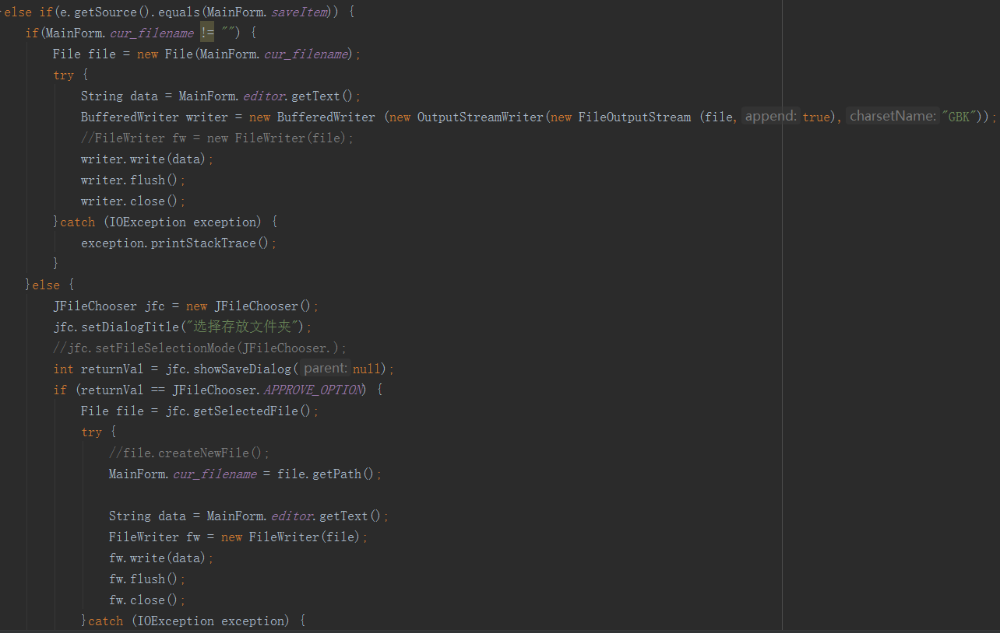 else if(e.getSource().equals(MainForm.saveItem)) {
if(MainForm.cur_filename != "") {
File file = new File(MainForm.cur_filename);
try {
String data = MainForm.editor.getText();
BufferedWriter writer = new BufferedWriter (new OutputStreamWriter(new FileOutputStream (file, append: true), charsetName: "GBK"));
//FileWriter fw = new FileWriter(file);
writer.write(data);
writer.flush();
writer.close();
}catch (IOException exception) {
exception.printStackTrace();
}
}else {
JFileChooser jfc = new JFileChooser();
jfc.setDialogTitle("选择存放文件夹");
//jfc.setFileSelectionMode(JFileChooser.);
int returnVal = jfc.showSaveDialog( parent: null);
if (returnVal == JFileChooser.APPROVE_OPTION) {
File file = jfc.getSelectedFile();
try {
//file.createNewFile();
MainForm.cur_filename = file.getPath();
String data = MainForm.editor.getText();
FileWriter fw = new FileWriter(file);
fw.write(data);
fw.flush();
fw.close();
}catch (IOException exception) {